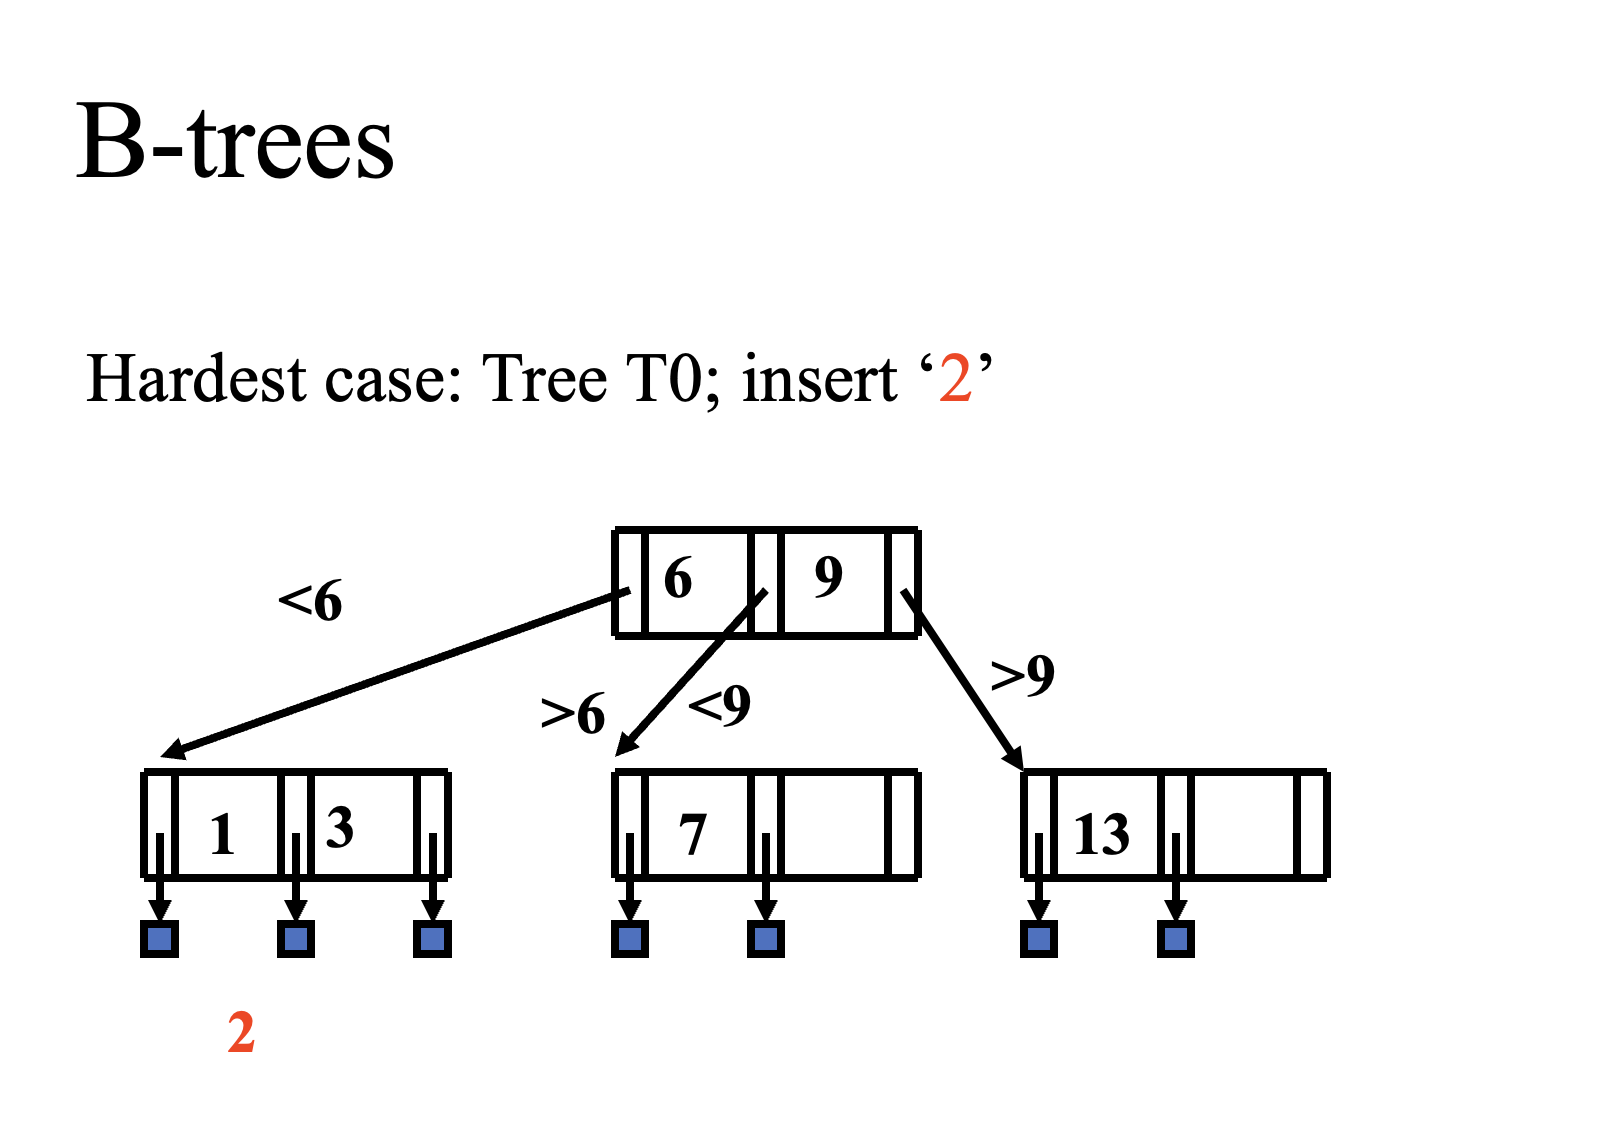 B-trees
Hardest case: Tree T0; insert ‘2’
6 9
<6
>9
>6 <9
1 3 7 13
2